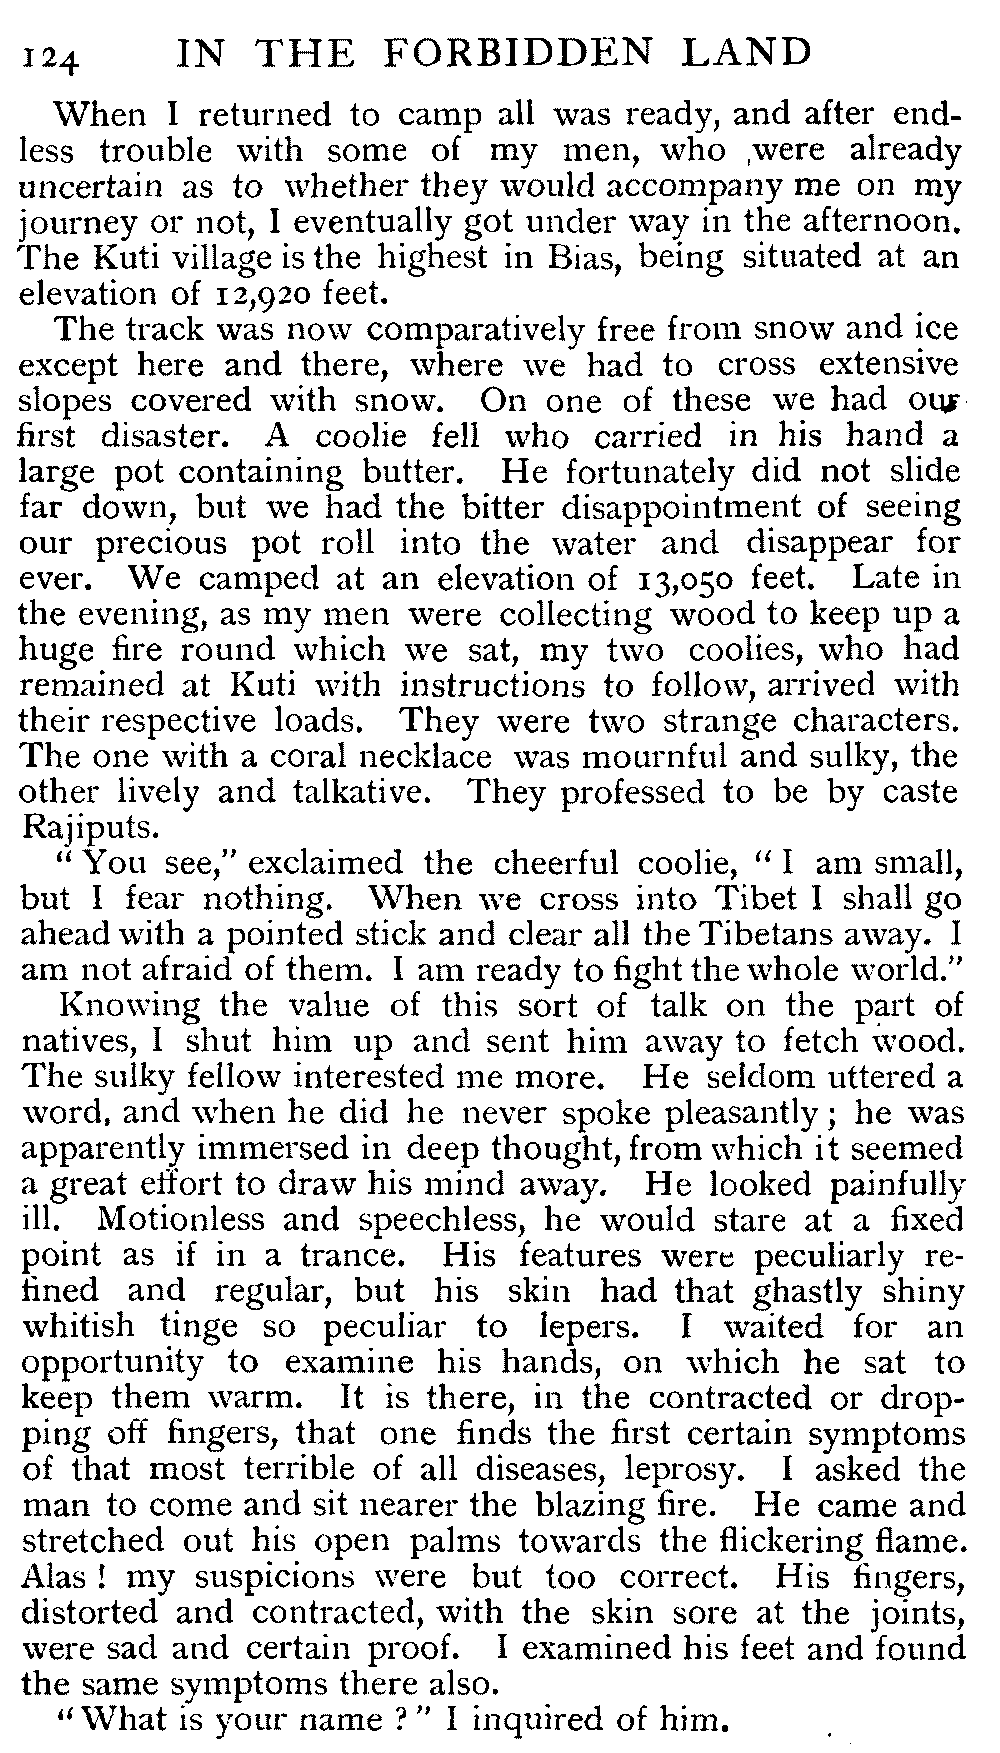 124 IN THE FORBIDDEN LAND
When I returned to camp all was ready, and after end-
less trouble with some of my men, who were already
uncertain as to whether they would accompany me on my
journey or not, I eventually got under way in the afternoon.
The Kuti village is the highest in Bias, being situated at an
elevation of 12,920 feet.
The track was now comparatively free from snow and ice
except here and there, where we had to cross extensive
slopes covered with snow. On one of these we had our
first disaster. A coolie fell who carried in his hand a
large pot containing butter. He fortunately did not slide
far down, but we had the bitter disappointment of seeing
our precious pot roll into the water and disappear for
ever. We camped at an elevation of 13,050 feet. Late in
the evening, as my men were collecting wood to keep up a
huge fire round which we sat, my two coolies, who had
remained at Kuti with instructions to follow, arrived with
their respective loads. They were two strange characters.
The one with a coral necklace was mournful and sulky, the
other lively and talkative. They professed to be by caste
Rajiputs.
"You see," exclaimed the cheerful coolie, "I am small,
but I fear nothing. When we cross into Tibet I shall go
ahead with a pointed stick and clear all the Tibetans away. I
am not afraid of them. I am ready to fight the whole world."
Knowing the value of this sort of talk on the part of
natives, I shut him up and sent him away to fetch wood.
The sulky fellow interested me more. He seldom uttered a
word, and when he did he never spoke pleasantly; he was
apparently immersed in deep thought, from which it seemed
a great effort to draw his mind away. He looked painfully
ill. Motionless and speechless, he would stare at a fixed
point as if in a trance. His features were peculiarly re-
fined and regular, but his skin had that ghastly shiny
whitish tinge so peculiar to lepers. I waited for an
opportunity to examine his hands, on which he sat to
keep them warm. It is there, in the contracted or drop-
ping off fingers, that one finds the first certain symptoms
of that most terrible of all diseases, leprosy. I asked the
man to come and sit nearer the blazing fire. He came and
stretched out his open palms towards the flickering flame.
Alas! my suspicions were but too correct. His fingers,
distorted and contracted, with the skin sore at the joints,
were sad and certain proof. I examined his feet and found
the same symptoms there also.
"What is your name?" I inquired of him.